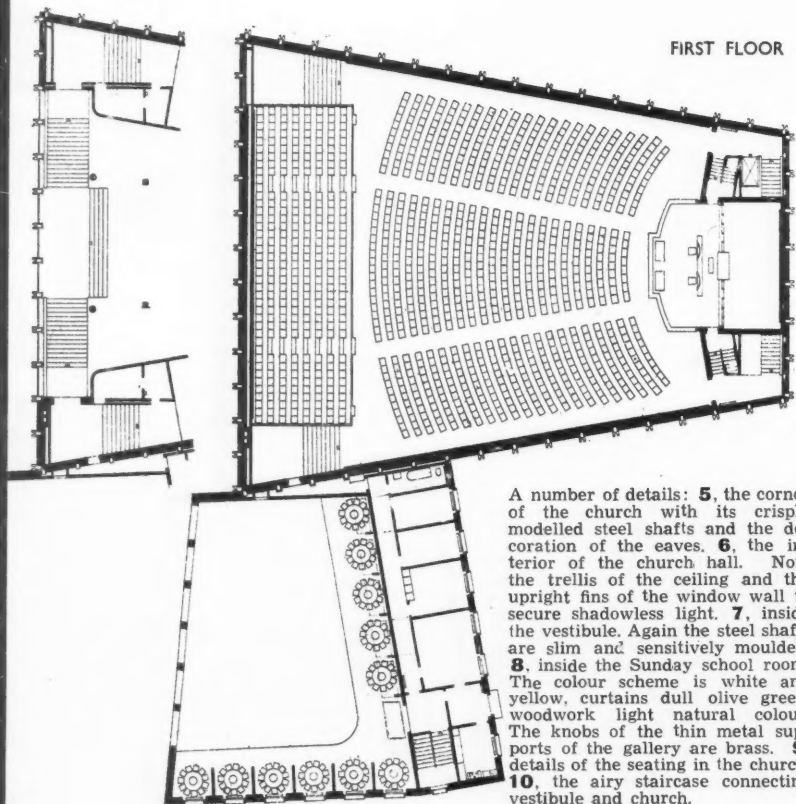 FIRST FLOOR
A number of details: 5, the corne
of the church with its crispl
modelled steel shafts and the de
coration of the eaves. 6, the in
terior of the church hall. No
the trellis of the ceiling and th
upright fins of the window wall t
secure shadowless light. 7, insid
the vestibule. Again the steel shaf
are slim and sensitively moulde
8, inside the Sunday school room
The colour scheme is white an
yellow, curtains dull olive gree
woodwork light natural colou
The knobs of the thin metal sup
ports of the gallery are brass. 9
details of the seating in the churc
10, the airy staircase connectin
vestibule and church.